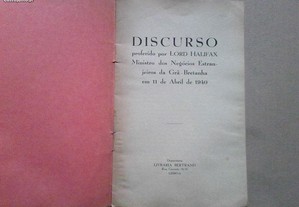 DISCURSO
proferido por LORD HALIFAX
Ministro dos Negócios Estran-
jeiros da Grã-Bretanha
em 11 de Abril de 1940
LIVRARIA BERTRAND
LISBOA